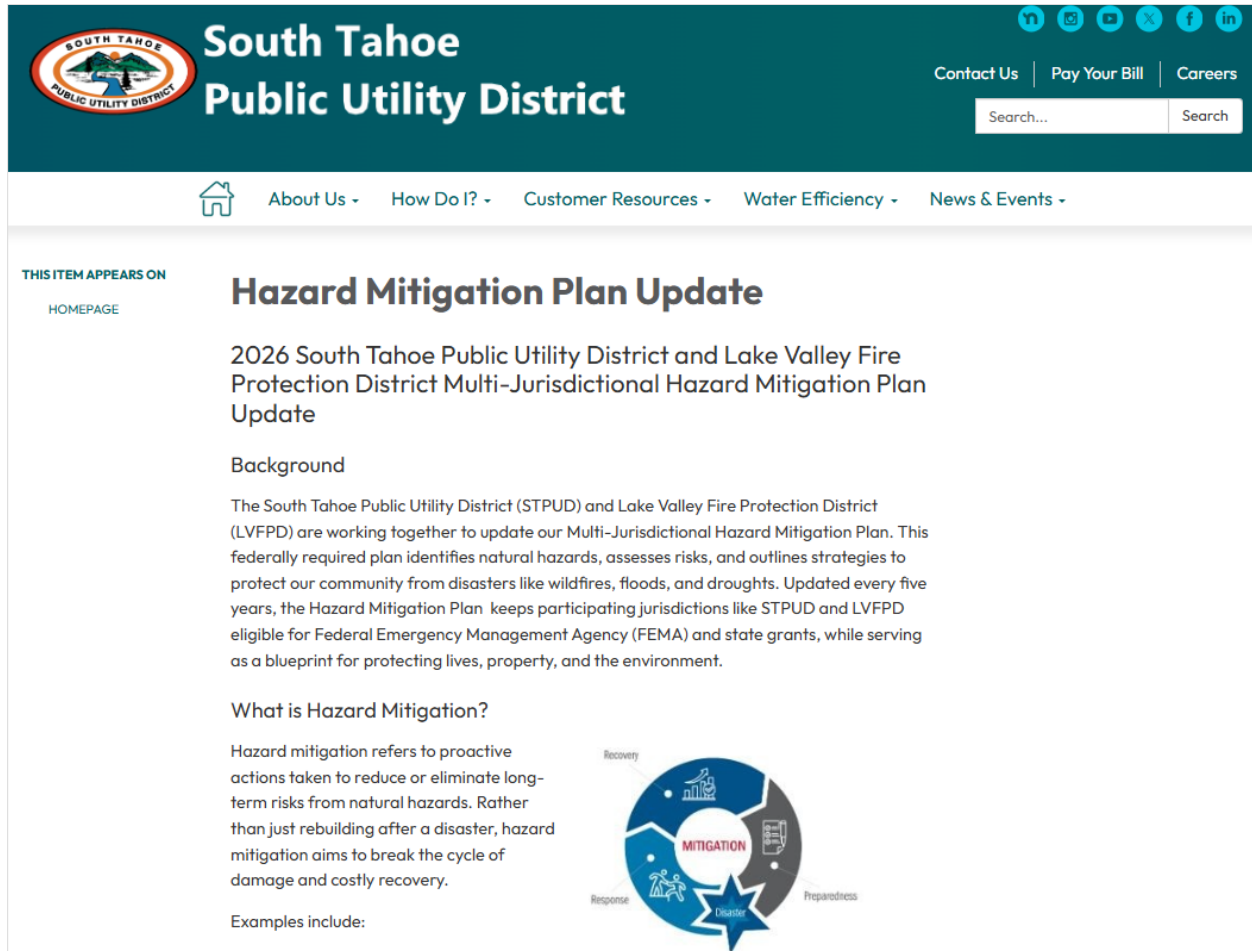 SOUTH TAHOE
PUBLIC UTILITY DISTRICT
South Tahoe
Public Utility District
Contact Us
Pay Your Bill
Careers
Search...
Search
About Us
How Do I?
Customer Resources
Water Efficiency
News & Events
THIS ITEM APPEARS ON
HOMEPAGE
Hazard Mitigation Plan Update
2026 South Tahoe Public Utility District and Lake Valley Fire
Protection District Multi-Jurisdictional Hazard Mitigation Plan
Update
Background
The South Tahoe Public Utility District (STPUD) and Lake Valley Fire Protection District
(LVFPD) are working together to update our Multi-Jurisdictional Hazard Mitigation Plan. This
federally required plan identifies natural hazards, assesses risks, and outlines strategies to
protect our community from disasters like wildfires, floods, and droughts. Updated every five
years, the Hazard Mitigation Plan  keeps participating jurisdictions like STPUD and LVFPD
eligible for Federal Emergency Management Agency (FEMA) and state grants, while serving
as a blueprint for protecting lives, property, and the environment.
What is Hazard Mitigation?
Hazard mitigation refers to proactive
actions taken to reduce or eliminate long-
term risks from natural hazards. Rather
than just rebuilding after a disaster, hazard
mitigation aims to break the cycle of
damage and costly recovery.
Examples include:
Recovery
MITIGATION
Response
Disaster
Preparedness